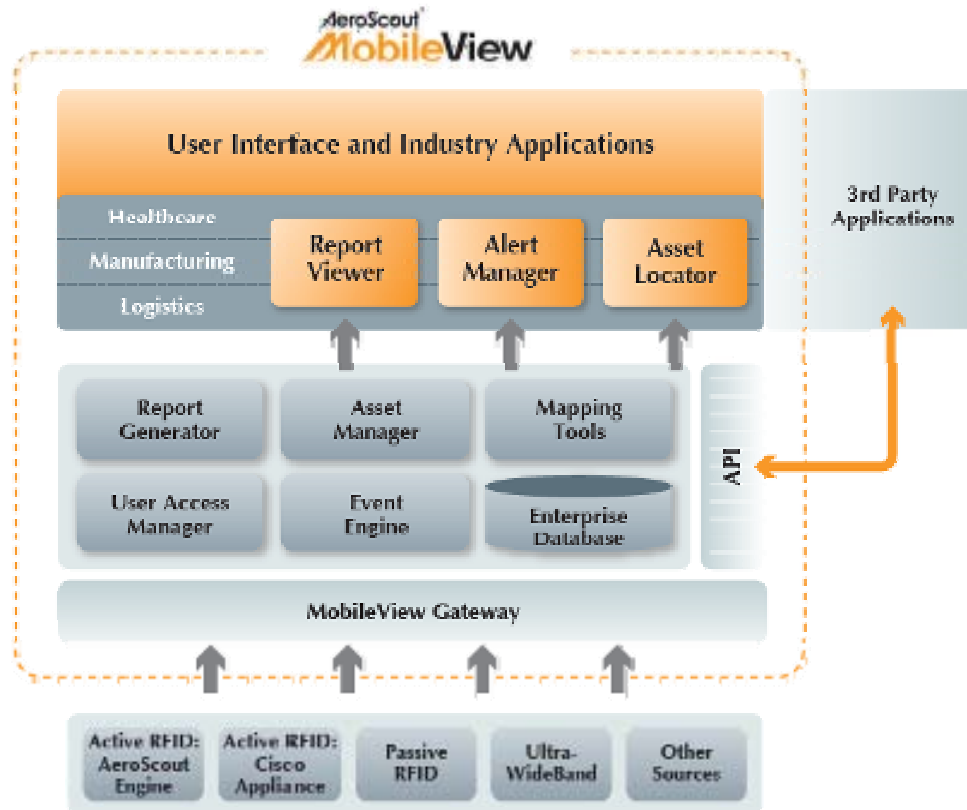 AeroScout
MobileView
User Interface and Industry Applications
3rd Party
Applications
Healthcare
Manufacturing
Logistics
Report
Viewer
Alert
Manager
Asset
Locator
Report
Generator
Asset
Manager
Mapping
Tools
API
User Access
Manager
Event
Engine
Enterprise
Database
MobileView Gateway
Active RFID:
AeroScout
Engine
Active RFID:
Cisco
Appliance
Passive
RFID
Ultra-
WideBand
Other
Sources